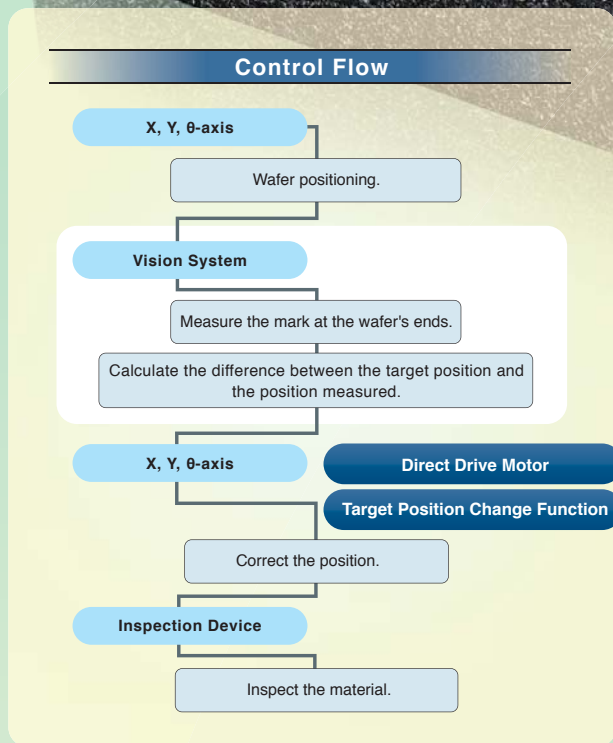 Control Flow
X, Y, θ-axis
Wafer positioning.
Vision System
Measure the mark at the wafer's ends.
Calculate the difference between the target position and
the position measured.
X, Y, θ-axis
Direct Drive Motor
Target Position Change Function
Correct the position.
Inspection Device
Inspect the material.